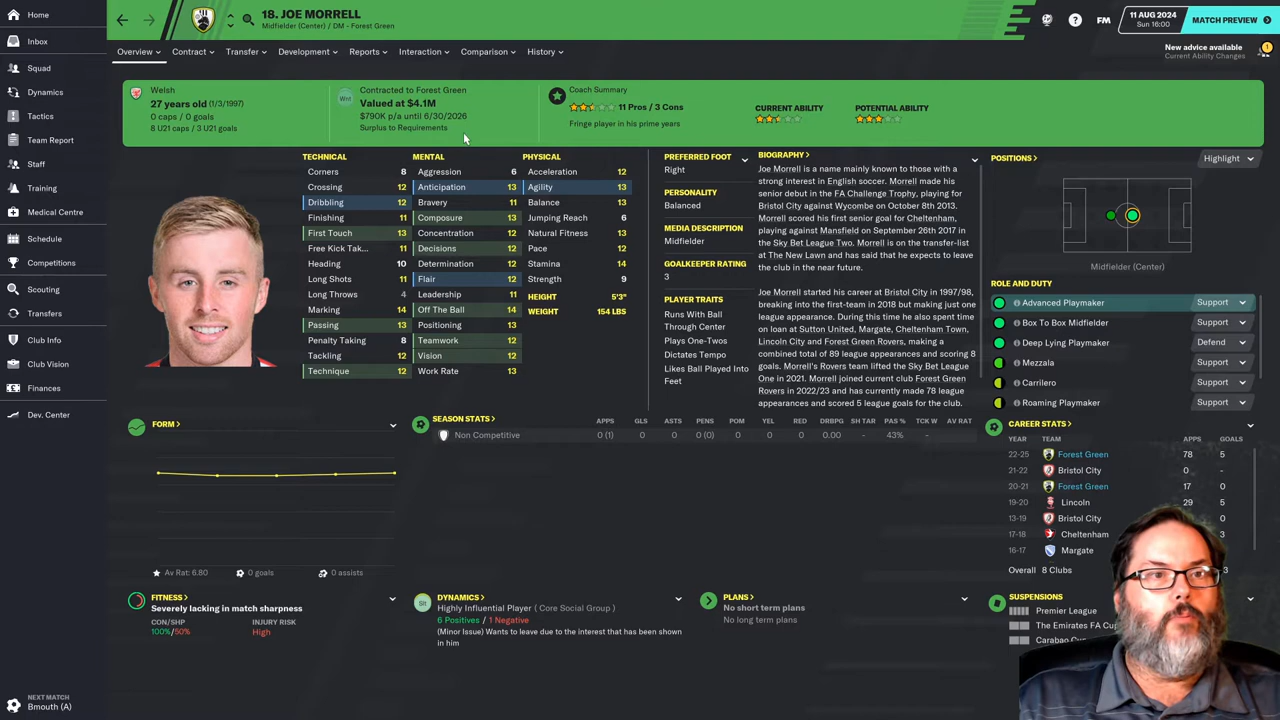 Home
Inbox
Squad
Dynamics
Tactics
Team Report
Staff
Training
Medical Centre
Schedule
Competitions
Scouting
Transfers
Club Info
Club Vision
Finances
Dev. Center
NEXT MATCH
Bmouth (A)
18. JOE MORRELL
Midfielder (Center) / DM - Forest Green
FM
11 AUG 2024
Sun 16:00
MATCH PREVIEW
Overview
Contract
Transfer
Development
Reports
Interaction
Comparison
History
New advice available
Current Ability Changes
1
Welsh
27 years old (1/3/1997)
0 caps / 0 goals
8 U21 caps / 3 U21 goals
Wnt
Contracted to Forest Green
Valued at $4.1M
$790K p/a until 6/30/2026
Surplus to Requirements
Coach Summary
11 Pros / 3 Cons
Fringe player in his prime years
CURRENT ABILITY
POTENTIAL ABILITY
TECHNICAL
Corners 8
Crossing 12
Dribbling 12
Finishing 11
First Touch 13
Free Kick Tak... 11
Heading 10
Long Shots 11
Long Throws 4
Marking 14
Passing 13
Penalty Taking 8
Tackling 12
Technique 12
MENTAL
Aggression 6
Anticipation 13
Bravery 11
Composure 13
Concentration 12
Decisions 12
Determination 12
Flair 12
Leadership 11
Off The Ball 14
Positioning 13
Teamwork 12
Vision 12
Work Rate 13
PHYSICAL
Acceleration 12
Agility 13
Balance 13
Jumping Reach 6
Natural Fitness 13
Pace 12
Stamina 14
Strength 9
HEIGHT 5'3"
WEIGHT 154 LBS
PREFERRED FOOT
Right
PERSONALITY
Balanced
MEDIA DESCRIPTION
Midfielder
GOALKEEPER RATING
3
PLAYER TRAITS
Runs With Ball
Through Center
Plays One-Twos
Dictates Tempo
Likes Ball Played Into
Feet
BIOGRAPHY
Joe Morrell is a name mainly known to those with a
strong interest in English soccer. Morrell made his
senior debut in the FA Challenge Trophy, playing for
Bristol City against Wycombe on October 8th 2013.
Morrell scored his first senior goal for Cheltenham,
playing against Mansfield on September 26th 2017 in
the Sky Bet League Two. Morrell is on the transfer-list
at The New Lawn and has said that he expects to leave
the club in the near future.
Joe Morrell started his career at Bristol City in 1997/98,
breaking into the first-team in 2018 but making just one
league appearance. During this time he also spent time
on loan at Sutton United, Margate, Cheltenham Town,
Lincoln City and Forest Green Rovers, making a
combined total of 89 league appearances and scoring 8
goals. Morrell's Rovers team lifted the Sky Bet League
One in 2021. Morrell joined current club Forest Green
Rovers in 2022/23 and has currently made 78 league
appearances and scored 5 league goals for the club.
POSITIONS
Highlight
Midfielder (Center)
ROLE AND DUTY
Advanced Playmaker Support
Box To Box Midfielder Support
Deep Lying Playmaker Defend
Mezzala Support
Carrilero Support
Roaming Playmaker Support
FORM
Av Rat: 6.80
0 goals
0 assists
SEASON STATS
APPS GLS ASTS PENS POM YEL RED DRBPG SH TAR PAS % TCK W AV RAT
Non Competitive 0 (1) 0 0 0 (0) 0 0 0 0.00 - 43% - -
CAREER STATS
YEAR TEAM APPS GOALS
22-25 Forest Green 78 5
21-22 Bristol City 0 -
20-21 Forest Green 17 0
19-20 Lincoln 29 5
13-19 Bristol City 0
17-18 Cheltenham 3
16-17 Margate
Overall 8 Clubs
FITNESS
Severely lacking in match sharpness
CON/SHP
100%/50%
INJURY RISK
High
DYNAMICS
SIt
Highly Influential Player ( Core Social Group )
6 Positives / 1 Negative
(Minor Issue) Wants to leave due to the interest that has been shown
in him
PLANS
No short term plans
No long term plans
SUSPENSIONS
Premier League
The Emirates FA Cup
Carabao Cup